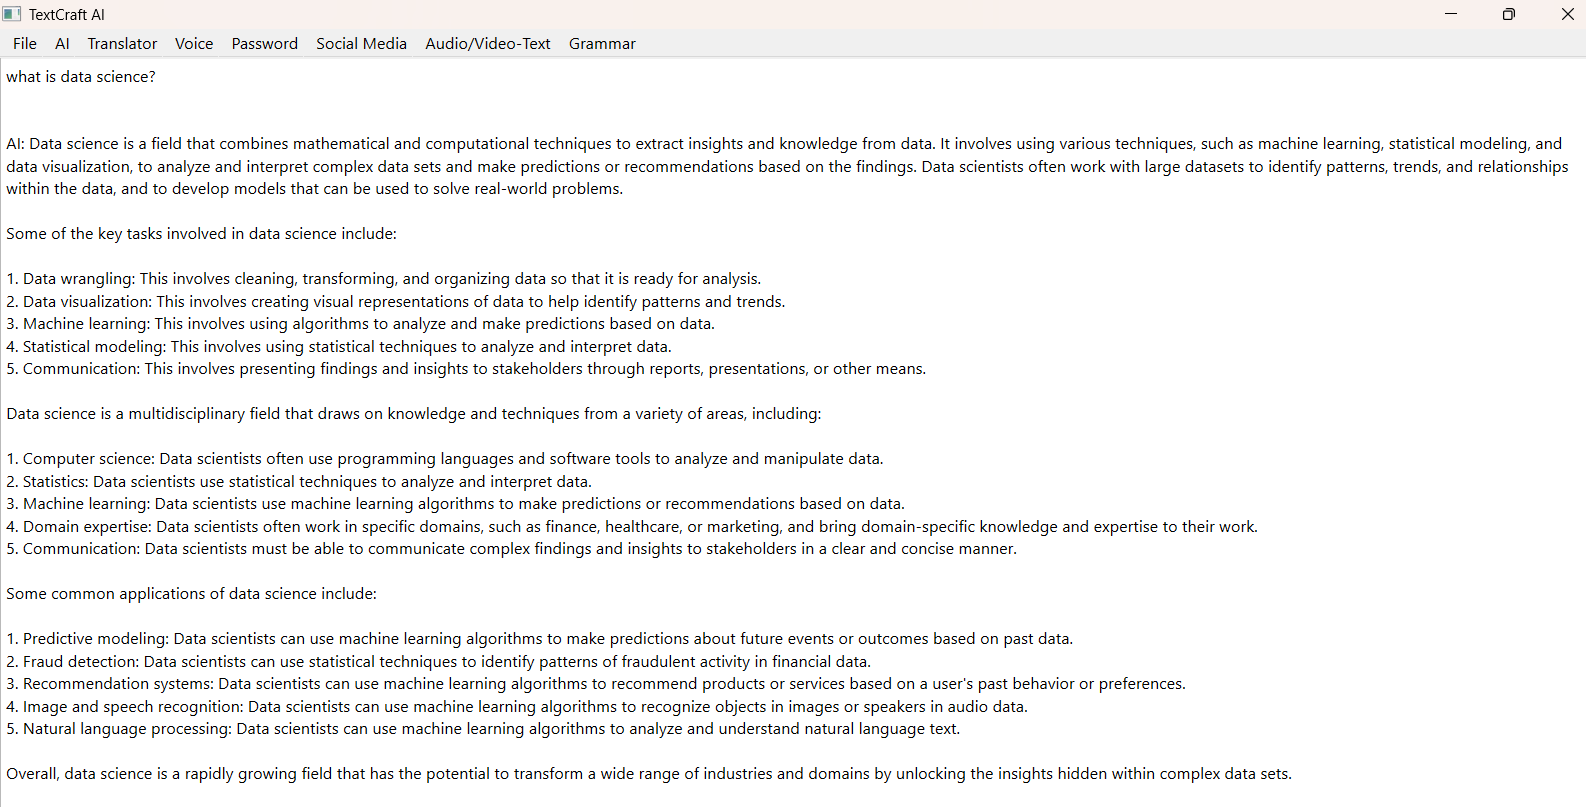 TextCraft AI
File AI Translator Voice Password Social Media Audio/Video-Text Grammar
what is data science?
AI: Data science is a field that combines mathematical and computational techniques to extract insights and knowledge from data. It involves using various techniques, such as machine learning, statistical modeling, and
data visualization, to analyze and interpret complex data sets and make predictions or recommendations based on the findings. Data scientists often work with large datasets to identify patterns, trends, and relationships
within the data, and to develop models that can be used to solve real-world problems.
Some of the key tasks involved in data science include:
1. Data wrangling: This involves cleaning, transforming, and organizing data so that it is ready for analysis.
2. Data visualization: This involves creating visual representations of data to help identify patterns and trends.
3. Machine learning: This involves using algorithms to analyze and make predictions based on data.
4. Statistical modeling: This involves using statistical techniques to analyze and interpret data.
5. Communication: This involves presenting findings and insights to stakeholders through reports, presentations, or other means.
Data science is a multidisciplinary field that draws on knowledge and techniques from a variety of areas, including:
1. Computer science: Data scientists often use programming languages and software tools to analyze and manipulate data.
2. Statistics: Data scientists use statistical techniques to analyze and interpret data.
3. Machine learning: Data scientists use machine learning algorithms to make predictions or recommendations based on data.
4. Domain expertise: Data scientists often work in specific domains, such as finance, healthcare, or marketing, and bring domain-specific knowledge and expertise to their work.
5. Communication: Data scientists must be able to communicate complex findings and insights to stakeholders in a clear and concise manner.
Some common applications of data science include:
1. Predictive modeling: Data scientists can use machine learning algorithms to make predictions about future events or outcomes based on past data.
2. Fraud detection: Data scientists can use statistical techniques to identify patterns of fraudulent activity in financial data.
3. Recommendation systems: Data scientists can use machine learning algorithms to recommend products or services based on a user's past behavior or preferences.
4. Image and speech recognition: Data scientists can use machine learning algorithms to recognize objects in images or speakers in audio data.
5. Natural language processing: Data scientists can use machine learning algorithms to analyze and understand natural language text.
Overall, data science is a rapidly growing field that has the potential to transform a wide range of industries and domains by unlocking the insights hidden within complex data sets.